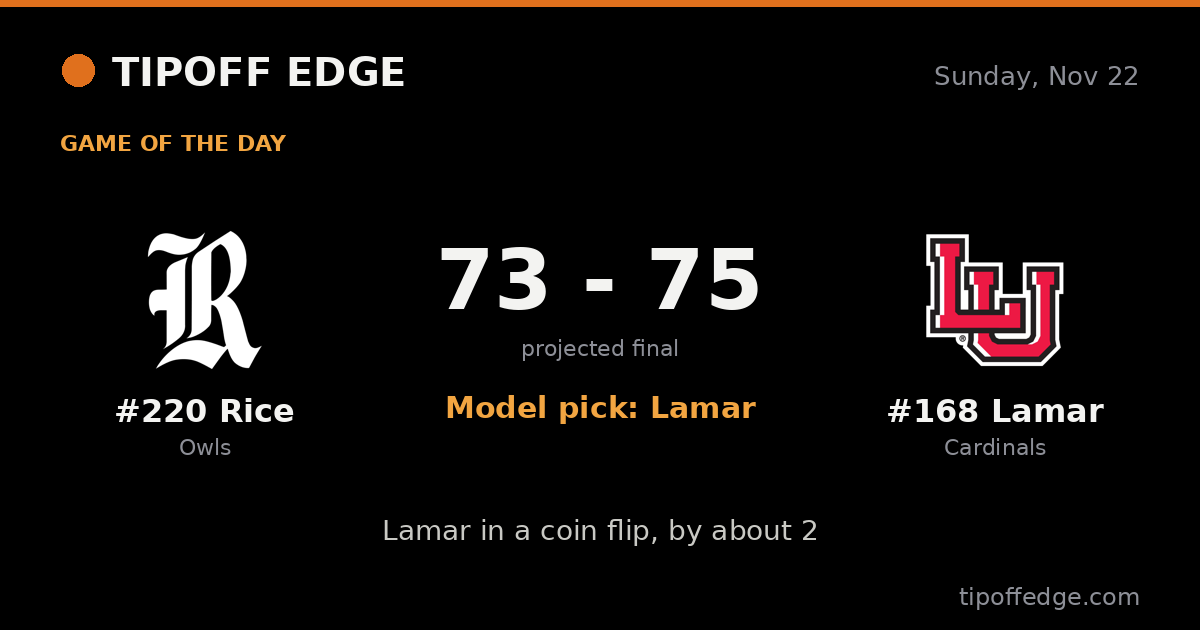 TIPOFF EDGE
Sunday, Nov 22
GAME OF THE DAY
R
LU
®
73 - 75
projected final
Model pick: Lamar
#220 Rice
Owls
#168 Lamar
Cardinals
Lamar in a coin flip, by about 2
tipoffedge.com